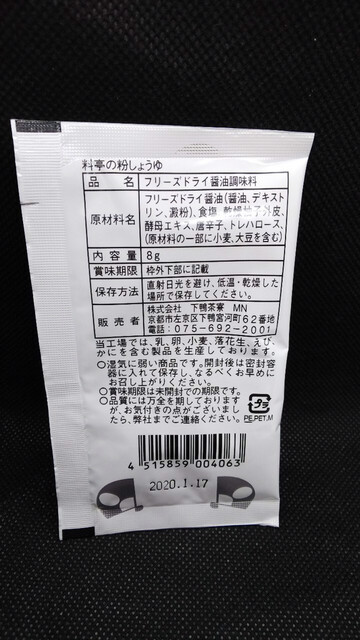 料亭の粉しょうゆ
品名 フリーズドライ醤油調味料
原材料名 フリーズドライ醤油(醤油、デキスト
リン、澱粉)、食塩、乾燥柚子外皮、
酵母エキス、唐辛子、トレハロース、
(原材料の一部に小麦、大豆を含む)
内容量 8g
賞味期限 枠外下部に記載
保存方法 直射日光を避け、低温・乾燥した
場所で保存してください。
販売者 株式会社 下鴨茶寮 MN
京都市左京区下鴨宮河町62番地
電話:075-692-2001
当工場では、乳、卵、小麦、落花生、えび、
かにを含む製品を生産しております。
○湿気に弱い商品です。開封後は密封容
器に入れて保存し、なるべくお早めに
お召し上がりください。
○賞味期限は未開封での期限です。
○品質には万全を期しております
が、お気付きの点がございまし
たら、弊社までご連絡ください。
プラ
PE,PET,M
4 515859 004063
2020.1.17